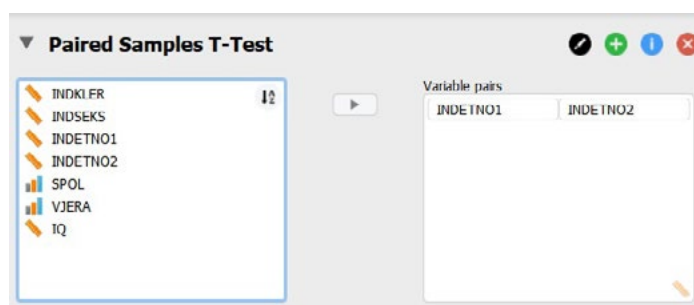 Paired Samples T-Test
INDKLER
INDSEKS
INDETNO1
INDETNO2
SPOL
VJERA
IQ
Variable pairs
INDETNO1 INDETNO2